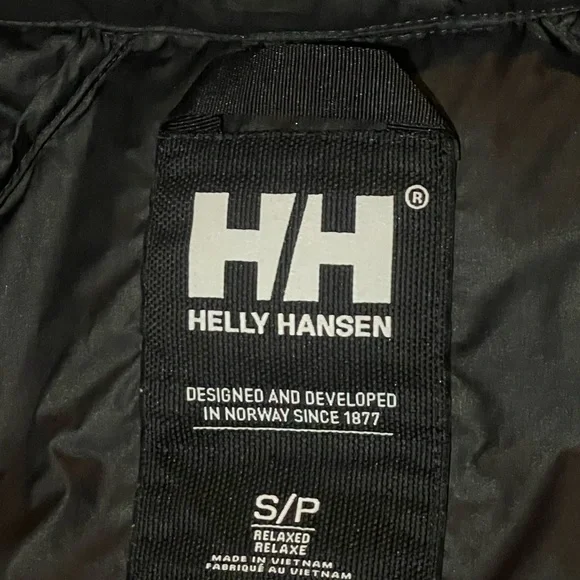 HH®
HELLY HANSEN
DESIGNED AND DEVELOPED
IN NORWAY SINCE 1877
S/P
RELAXED
RELAXE
MADE IN VIETNAM
FABRIQUÉ AU VIETNAM